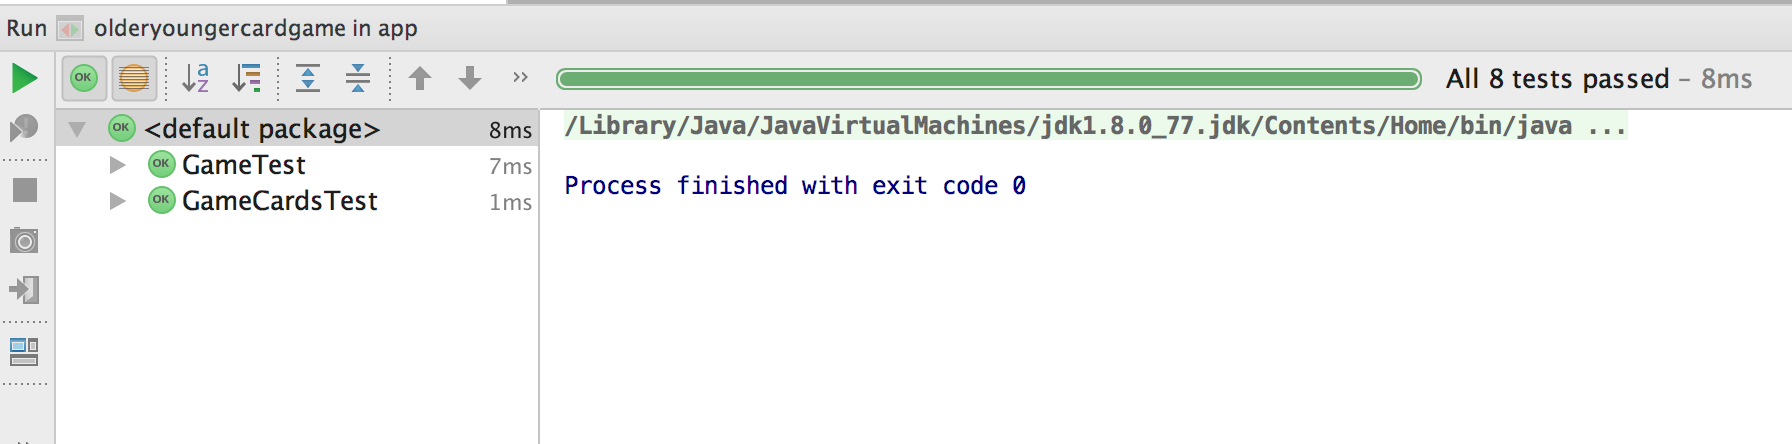 Run olderyoungercardgame in app
OK a z » All 8 tests passed – 8ms
OK <default package> 8ms
OK GameTest 7ms
OK GameCardsTest 1ms
/Library/Java/JavaVirtualMachines/jdk1.8.0_77.jdk/Contents/Home/bin/java ...
Process finished with exit code 0